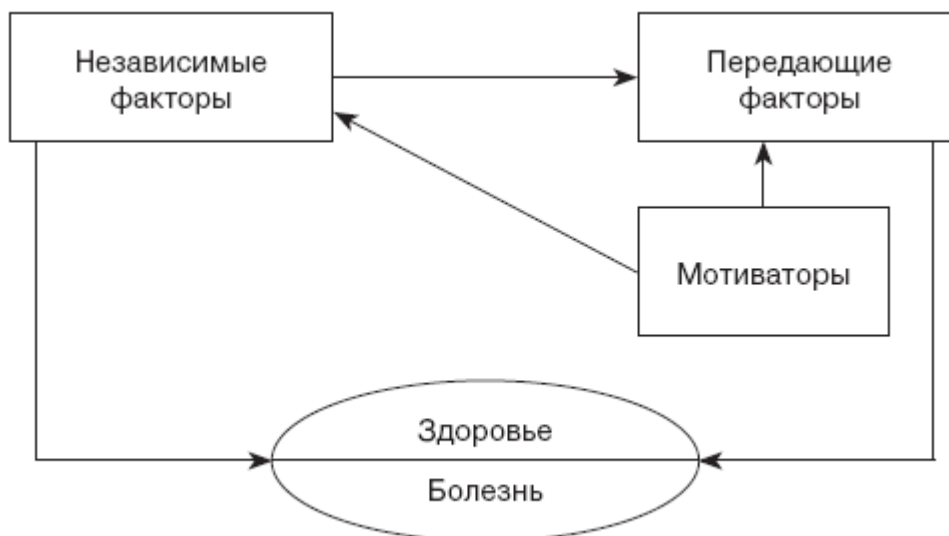 Независимые
факторы
Передающие
факторы
Мотиваторы
Здоровье
Болезнь